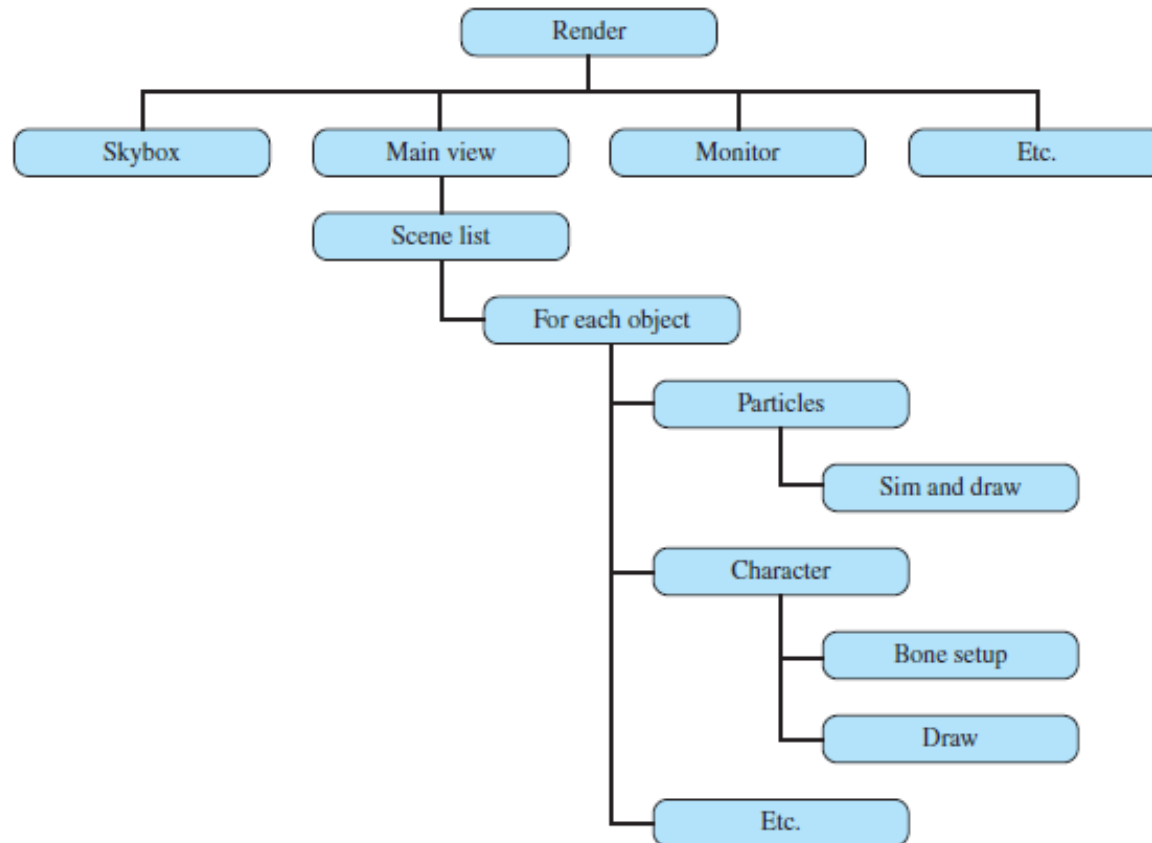 Render
Skybox
Main view
Monitor
Etc.
Scene list
For each object
Particles
Sim and draw
Character
Bone setup
Draw
Etc.